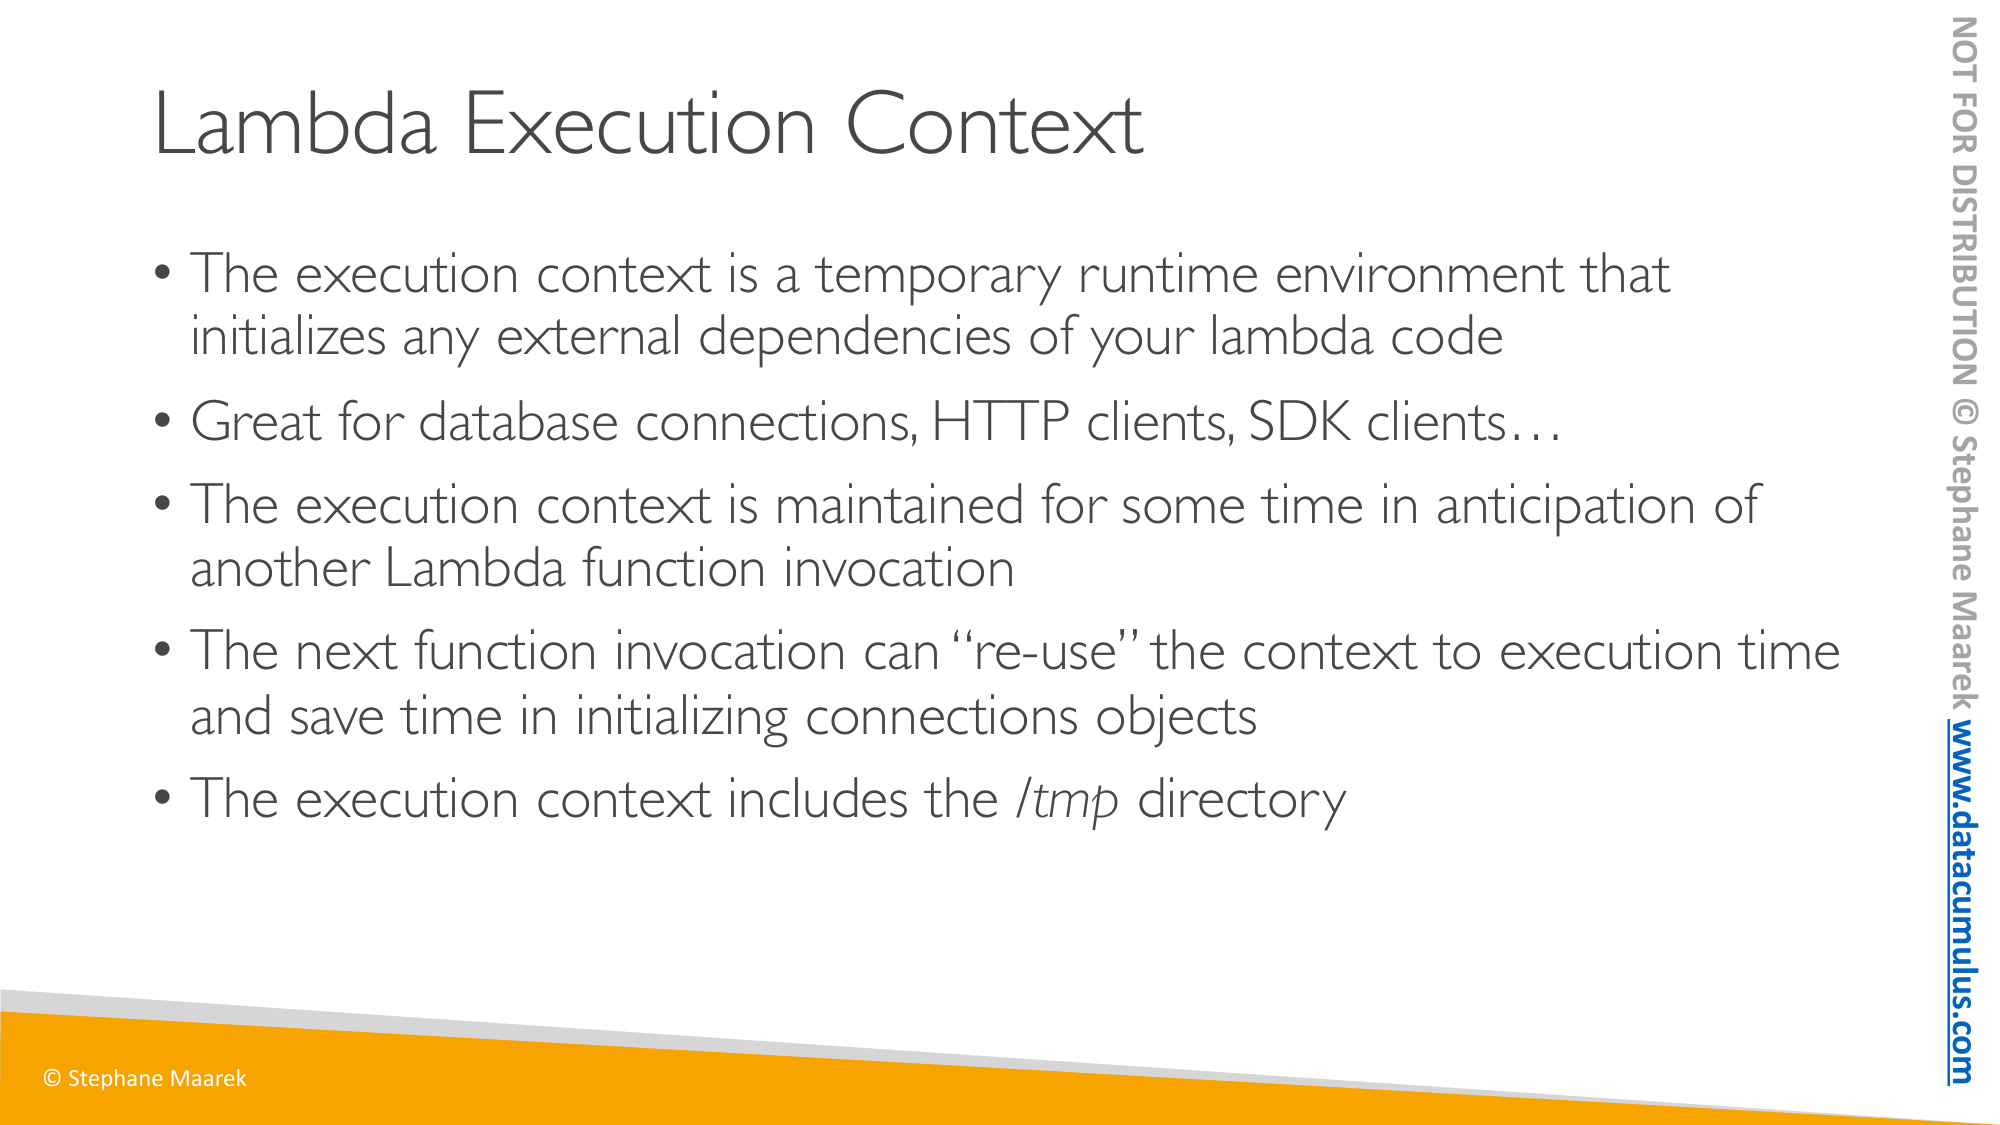 Lambda Execution Context
• The execution context is a temporary runtime environment that
initializes any external dependencies of your lambda code
• Great for database connections, HTTP clients, SDK clients…
• The execution context is maintained for some time in anticipation of
another Lambda function invocation
• The next function invocation can “re-use” the context to execution time
and save time in initializing connections objects
• The execution context includes the /tmp directory
© Stephane Maarek
NOT FOR DISTRIBUTION © Stephane Maarek www.datacumulus.com